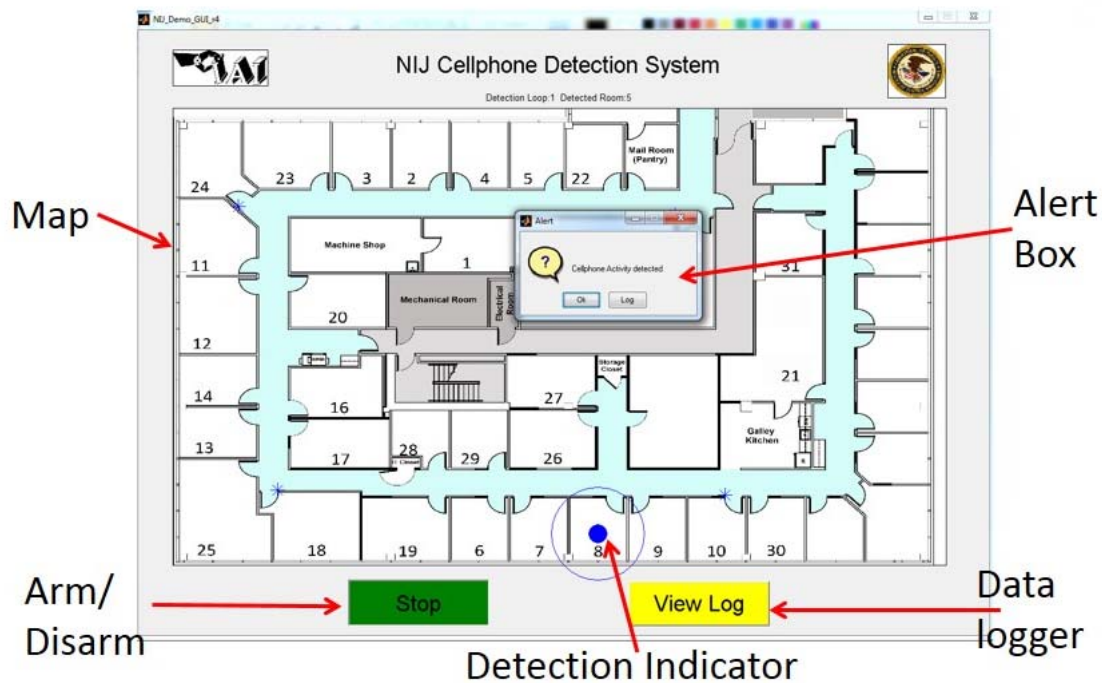 NIJ_Demo_GUI_r4
IAI
NIJ Cellphone Detection System
Detection Loop:1 Detected Room:5
Mail Room
(Pantry)
24
23
3
2
4
5
22
Map
Alert
Box
Alert
Machine Shop
?
Cellphone Activity detected
11
1
31
Mechanical Room
Electrical
Room
Ok
Log
20
12
Storage
Closet
21
14
16
27
Galley
Kitchen
13
17
28
Closet
29
26
25
18
19
6
7
8
9
10
30
Arm/
Disarm
Stop
View Log
Data
logger
Detection Indicator